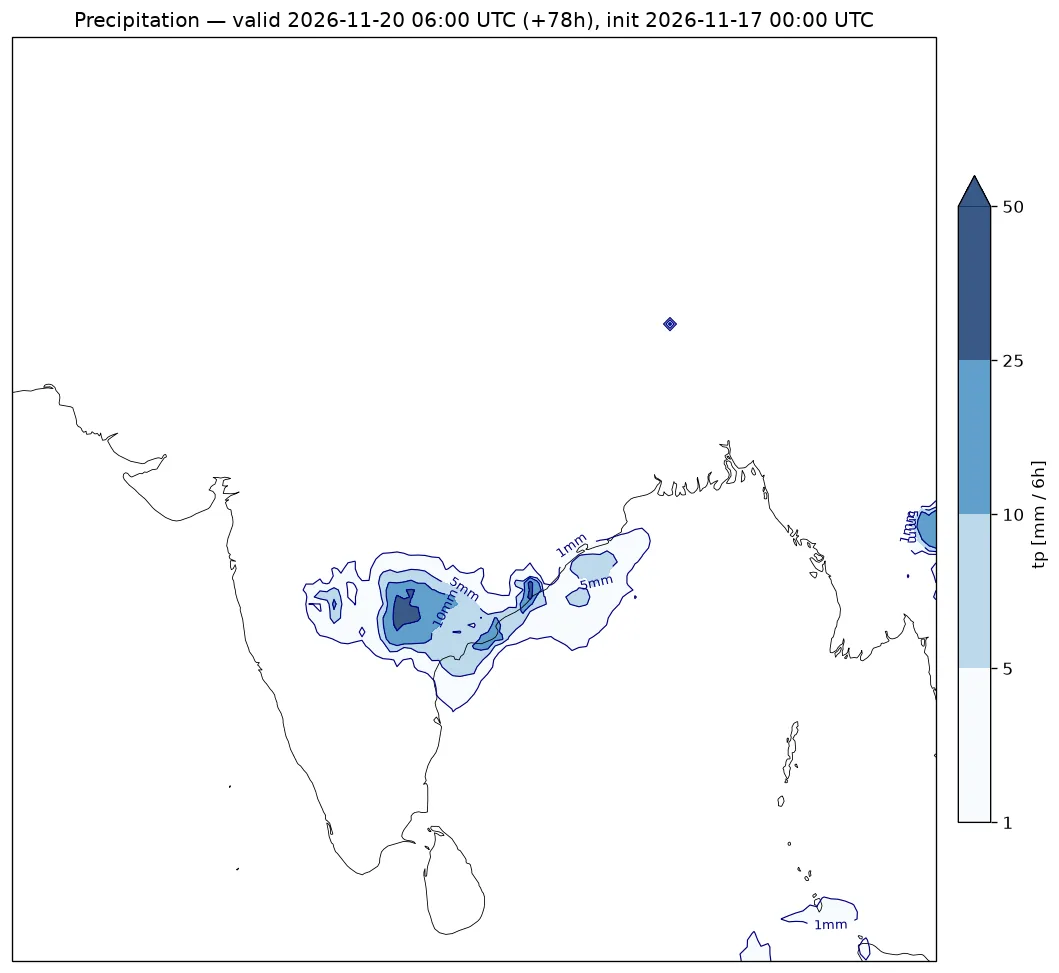 Precipitation — valid 2026-11-20 06:00 UTC (+78h), init 2026-11-17 00:00 UTC
50
25
10
5
1
tp [mm / 6h]
1mm
5mm
5mm
10mm
1mm
1mm